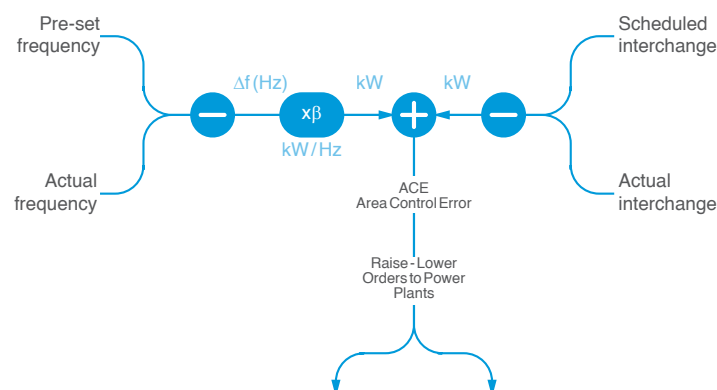 Pre-set
frequency
Scheduled
interchange
Δf (Hz)
kW
kW
−
xβ
+
−
kW/Hz
Actual
frequency
ACE
Area Control Error
Actual
interchange
Raise-Lower
Orders to Power
Plants